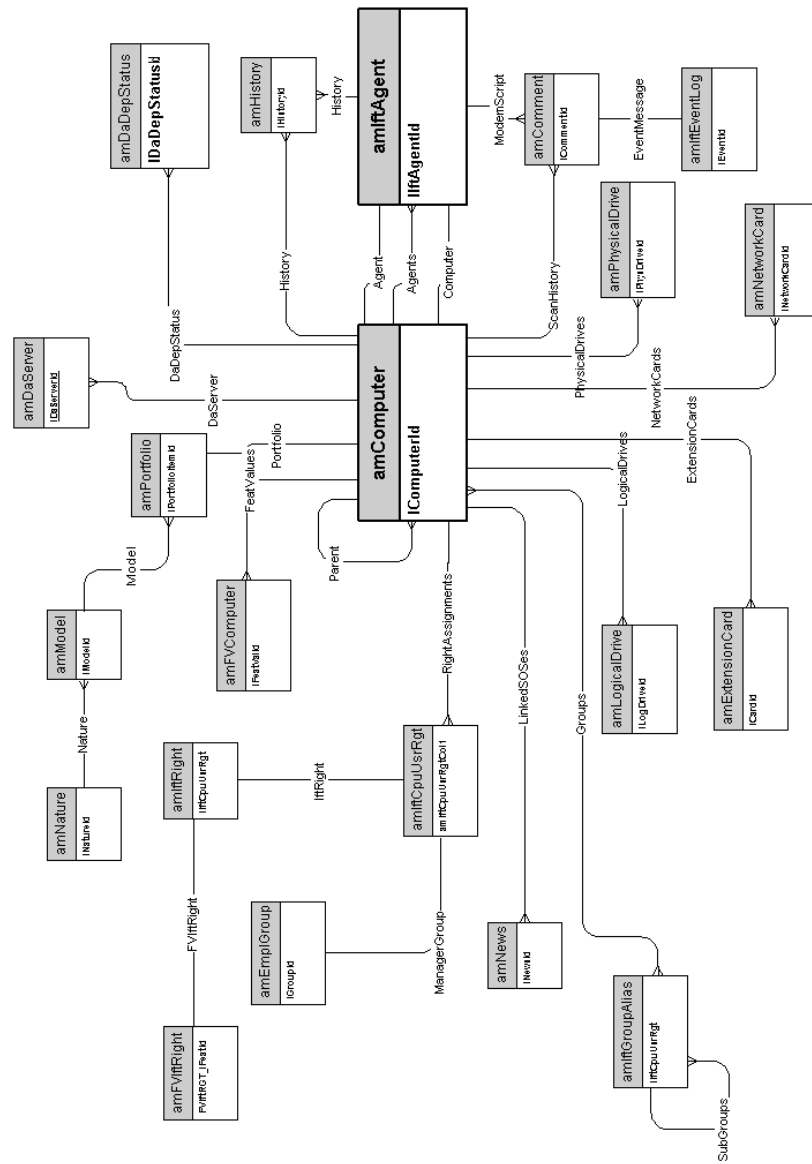 amDaDepStatus
lDaDepStatusId
amHistory
lHistoryId
History
amIftAgent
lIftAgentId
ModemScript
amComment
lCommentId
EventMessage
amIftEventLog
lEventId
DaDepStatus
History
Agent
Agents
Computer
ScanHistory
amPhysicalDrive
lPhysDriveId
PhysicalDrives
amNetworkCard
lNetworkCardId
NetworkCards
amDaServer
lDaServerId
DaServer
amPortfolio
lPortfolioItemId
Portfolio
FeatValues
amComputer
lComputerId
Parent
LogicalDrives
ExtensionCards
Model
amModel
lModelId
amFVComputer
lFeatValId
RightAssignments
LinkedSOSes
Groups
amLogicalDrive
lLogDriveId
amExtensionCard
lCardId
Nature
amNature
lNatureId
amIftRight
lIftCpuUsrRgt
IftRight
amIftCpuUsrRgt
amIftCpuUsrRgtCol1
FVIftRight
amEmplGroup
lGroupId
ManagerGroup
amNews
lNewsId
amFVIftRight
FVIftRGT_lFeatId
amIftGroupAlias
lIftCpuUsrRgt
SubGroups